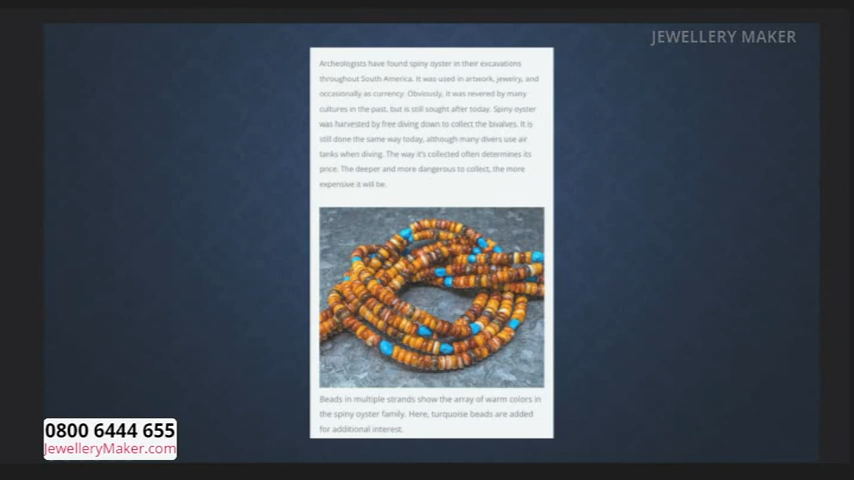 JEWELLERY MAKER
Archeologists have found spiny oyster in their excavations
throughout South America. It was used in artwork, jewelry, and
occasionally as currency. Obviously, it was revered by many
cultures in the past, but is still sought after today. Spiny oyster
was harvested by free diving down to collect the bivalves. It is
still done the same way today, although many divers use air
tanks when diving. The way it's collected often determines its
price. The deeper and more dangerous to collect, the more
expensive it will be.
Beads in multiple strands show the array of warm colors in
the spiny oyster family. Here, turquoise beads are added
for additional interest.
0800 6444 655
JewelleryMaker.com